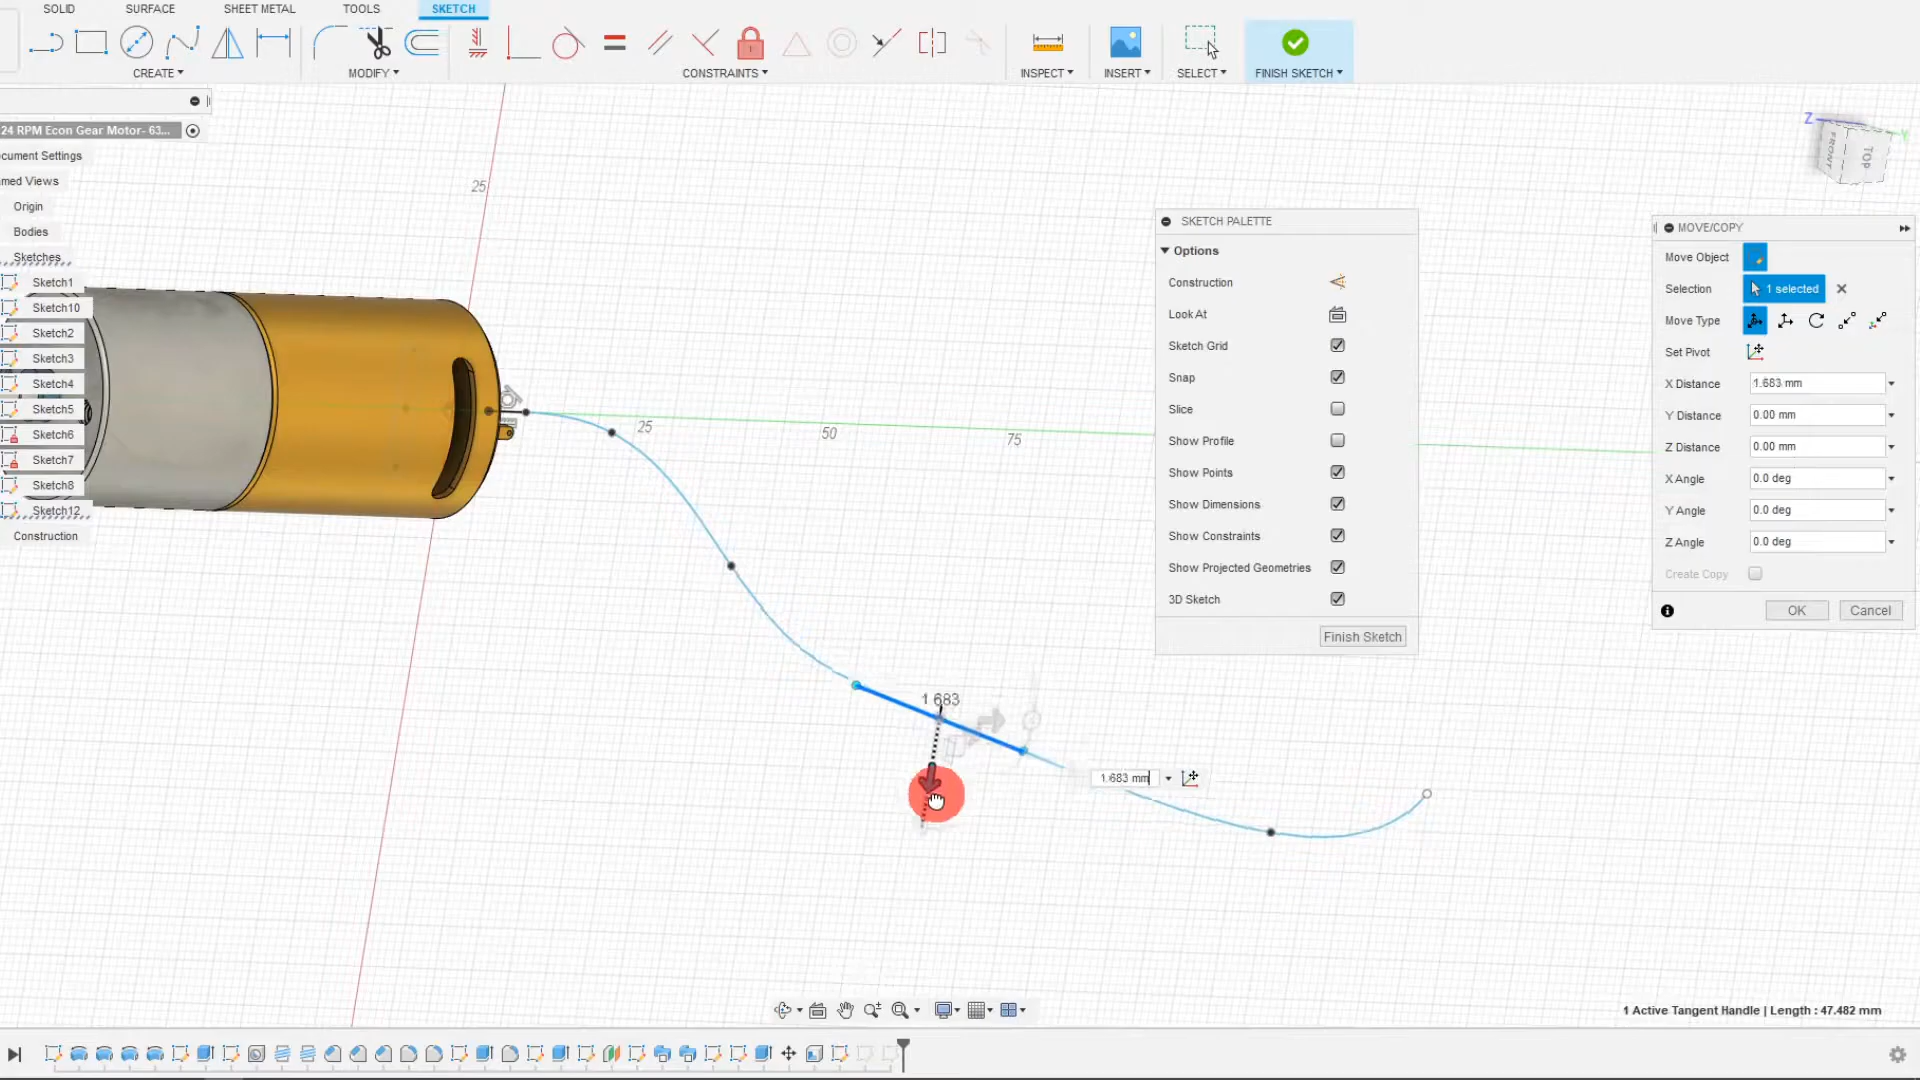 SOLID
SURFACE
SHEET METAL
TOOLS
SKETCH
CREATE
MODIFY
CONSTRAINTS
INSPECT
INSERT
SELECT
FINISH SKETCH
24 RPM Econ Gear Motor- 63...
ocument Settings
med Views
Origin
Bodies
Sketches
Sketch1
Sketch10
Sketch2
Sketch3
Sketch4
Sketch5
Sketch6
Sketch7
Sketch8
Sketch12
Construction
25
25
50
75
1.683
1.683 mm
SKETCH PALETTE
Options
Construction
Look At
Sketch Grid
Snap
Slice
Show Profile
Show Points
Show Dimensions
Show Constraints
Show Projected Geometries
3D Sketch
Finish Sketch
Z
Y
FRONT
TOP
MOVE/COPY
Move Object
Selection 1 selected
Move Type
Set Pivot
X Distance 1.683 mm
Y Distance 0.00 mm
Z Distance 0.00 mm
X Angle 0.0 deg
Y Angle 0.0 deg
Z Angle 0.0 deg
Create Copy
OK Cancel
1 Active Tangent Handle | Length : 47.482 mm